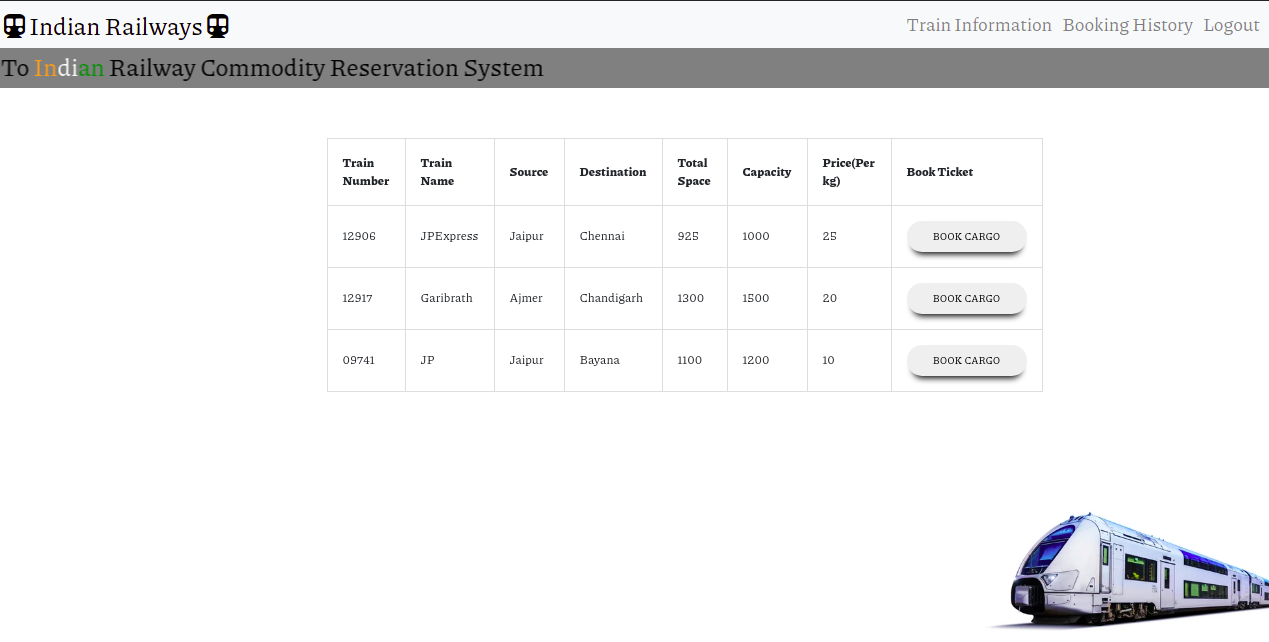 Indian Railways
Train Information Booking History Logout
To Indian Railway Commodity Reservation System
Train Number Train Name Source Destination Total Space Capacity Price(Per kg) Book Ticket
12906 JPExpress Jaipur Chennai 925 1000 25 BOOK CARGO
12917 Garibrath Ajmer Chandigarh 1300 1500 20 BOOK CARGO
09741 JP Jaipur Bayana 1100 1200 10 BOOK CARGO